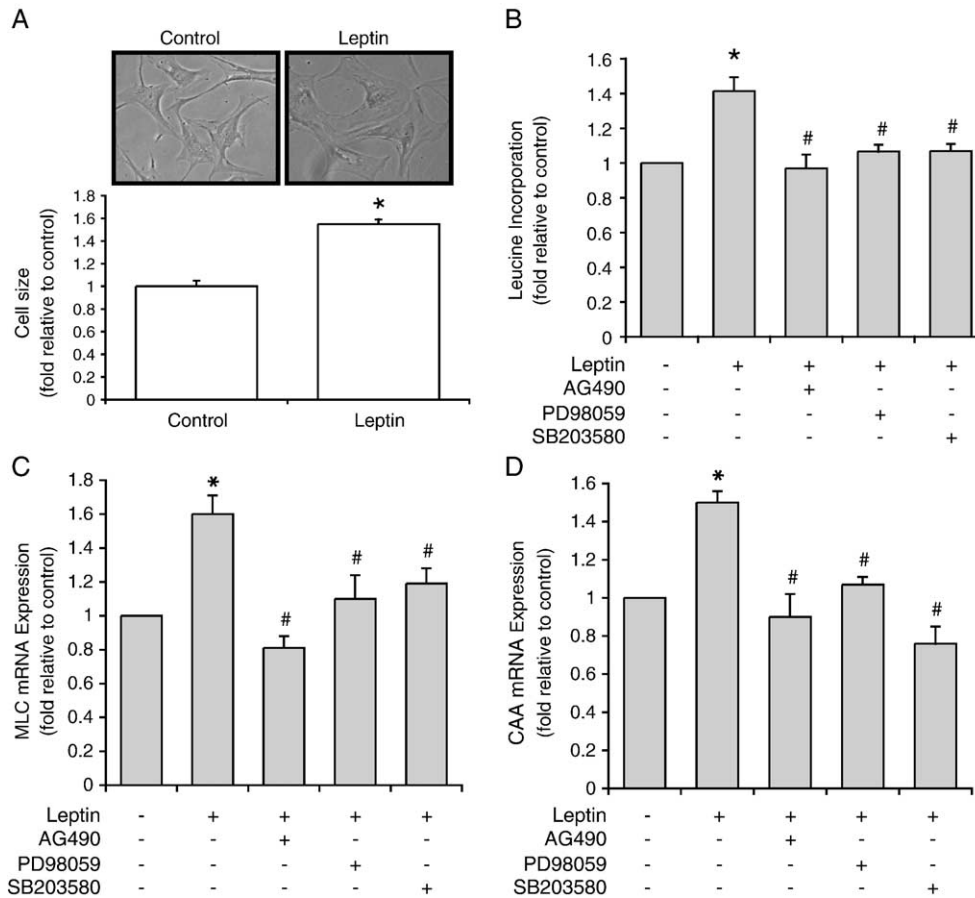 A
Control Leptin
Cell size
(fold relative to control)
1.8
1.6
1.4
1.2
1
1.8
0.6
0.4
0.2
0
*
Control Leptin
B
Leucine Incorporation
(fold relative to control)
1.6
1.4
1.2
1
0.8
0.6
0.4
0.2
0
* # # #
Leptin - + + + +
AG490 - - + - -
PD98059 - - - + -
SB203580 - - - - +
C
MLC mRNA Expression
(fold relative to control)
1.8
1.6
1.4
1.2
1
0.8
0.6
0.4
0.2
0
* # # #
Leptin - + + + +
AG490 - - + - -
PD98059 - - - + -
SB203580 - - - - +
D
CAA mRNA Expression
(fold relative to control)
1.6
1.4
1.2
1
0.8
0.6
0.4
0.2
0
* # # #
Leptin - + + + +
AG490 - - + - -
PD98059 - - - + -
SB203580 - - - - +